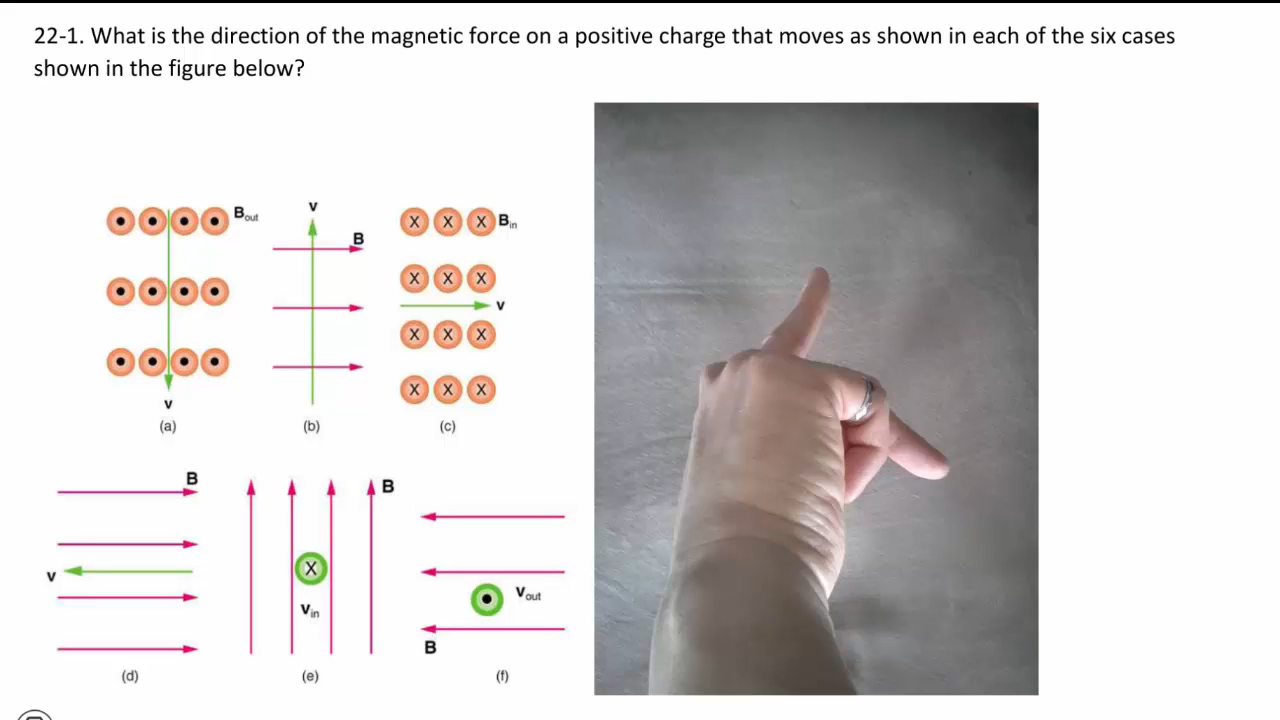 22-1. What is the direction of the magnetic force on a positive charge that moves as shown in each of the six cases
shown in the figure below?
Bout
v
(a)
v
B
(b)
X X X Bin
X X X
v
X X X
X X X
(c)
B
v
(d)
B
X
Vin
(e)
Vout
B
(f)